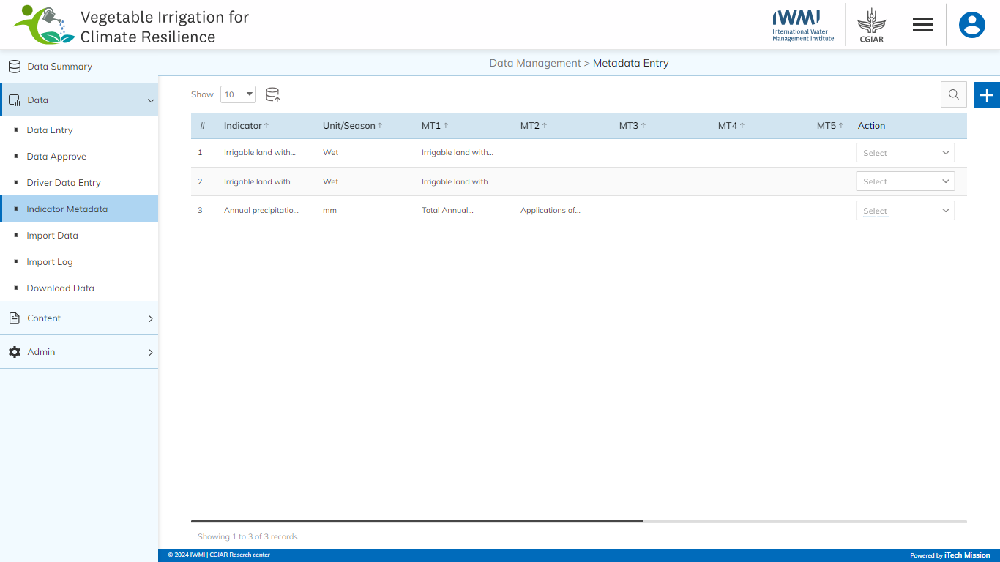 Vegetable Irrigation for
Climate Resilience
IWMI
International Water
Management Institute
CGIAR
Data Summary
Data Management > Metadata Entry
Data
Data Entry
Data Approve
Driver Data Entry
Indicator Metadata
Import Data
Import Log
Download Data
Content
Admin
Show 10
# Indicator ↑ Unit/Season ↑ MT1 ↑ MT2 ↑ MT3 ↑ MT4 ↑ MT5 ↑ Action
1 Irrigable land with... Wet Irrigable land with... Select
2 Irrigable land with... Wet Irrigable land with... Select
3 Annual precipitatio... mm Total Annual... Applications of... Select
Showing 1 to 3 of 3 records
© 2024 IWMI | CGIAR Reserch center Powered by iTech Mission